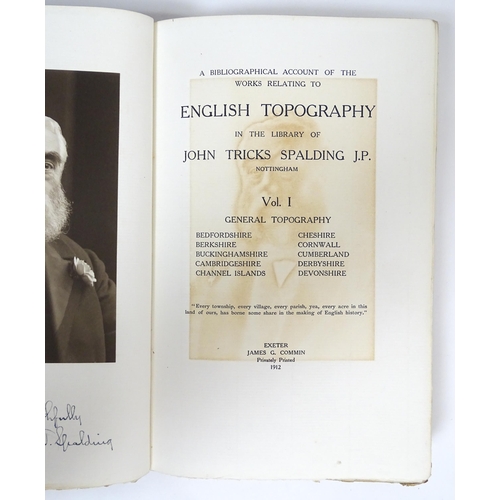 A BIBLIOGRAPHICAL ACCOUNT OF THE
WORKS RELATING TO
ENGLISH TOPOGRAPHY
IN THE LIBRARY OF
JOHN TRICKS SPALDING J.P.
NOTTINGHAM
Vol. I
GENERAL TOPOGRAPHY
BEDFORDSHIRE
BERKSHIRE
BUCKINGHAMSHIRE
CAMBRIDGESHIRE
CHANNEL ISLANDS
CHESHIRE
CORNWALL
CUMBERLAND
DERBYSHIRE
DEVONSHIRE
"Every township, every village, every parish, yea, every acre in this
land of ours, has borne some share in the making of English history."
EXETER
JAMES G. COMMIN
Privately Printed
1912
Spalding